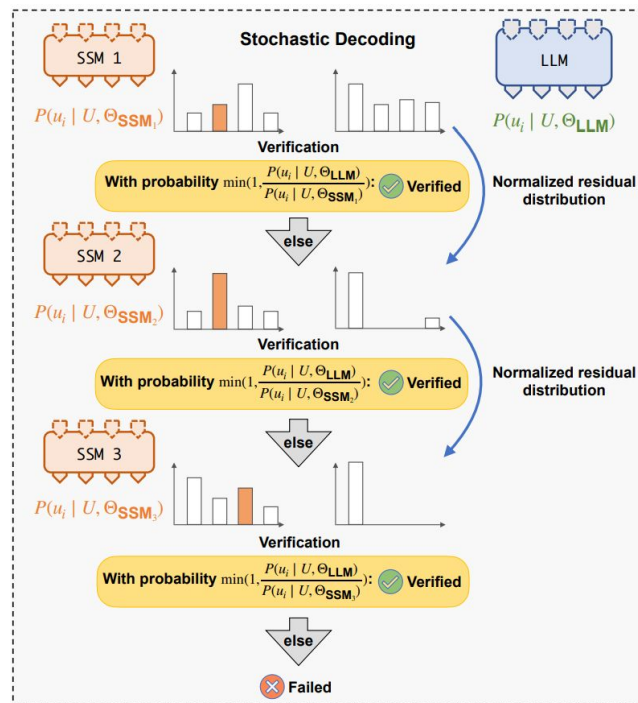 SSM 1
Stochastic Decoding
LLM
P(u_i | U, Θ_SSM₁)
P(u_i | U, Θ_LLM)
Verification
With probability min(1, P(u_i | U, Θ_LLM) / P(u_i | U, Θ_SSM₁)): Verified
Normalized residual
distribution
else
SSM 2
P(u_i | U, Θ_SSM₂)
Verification
With probability min(1, P(u_i | U, Θ_LLM) / P(u_i | U, Θ_SSM₂)): Verified
Normalized residual
distribution
else
SSM 3
P(u_i | U, Θ_SSM₃)
Verification
With probability min(1, P(u_i | U, Θ_LLM) / P(u_i | U, Θ_SSM₃)): Verified
else
Failed